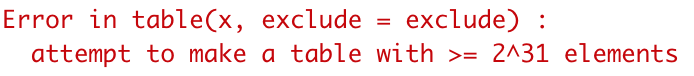 Error in table(x, exclude = exclude) :
  attempt to make a table with >= 2^31 elements